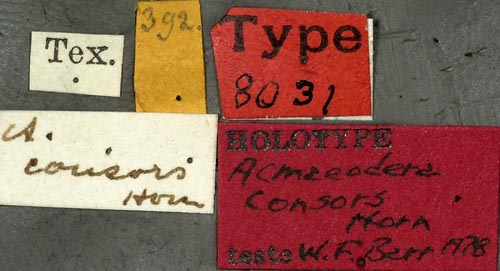 Tex.
392.
Type
8031
A.
consors
Horn
HOLOTYPE
Acmaeodera
Consors
Horn
teste W. F. Barr 1978